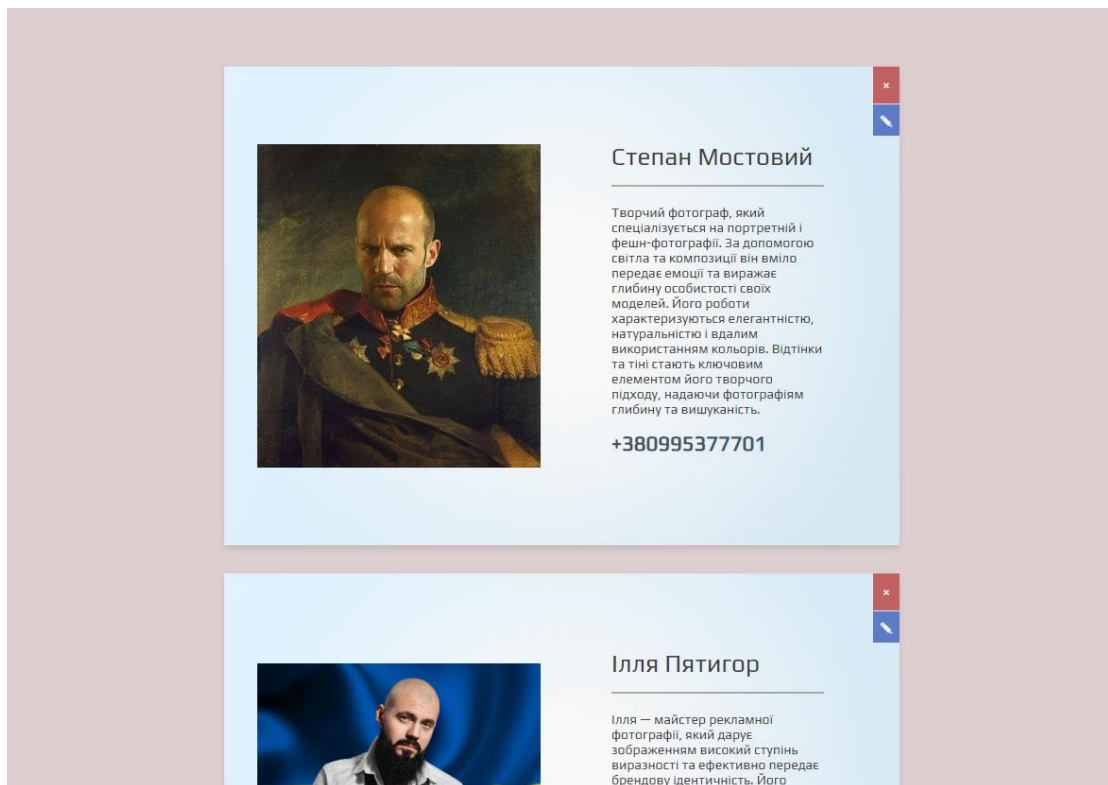 ×
Степан Мостовий
Творчий фотограф, який
спеціалізується на портретній і
фешн-фотографії. За допомогою
світла та композиції він вміло
передає емоції та виражає
глибину особистості своїх
моделей. Його роботи
характеризуються елегантністю,
натуральністю і вдалим
використанням кольорів. Відтінки
та тіні стають ключовим
елементом його творчого
підходу, надаючи фотографіям
глибину та вишуканість.
+380995377701
×
Ілля Пятигор
Ілля — майстер рекламної
фотографії, який дарує
зображенням високий ступінь
виразності та ефективно передає
брендову ідентичність. Його